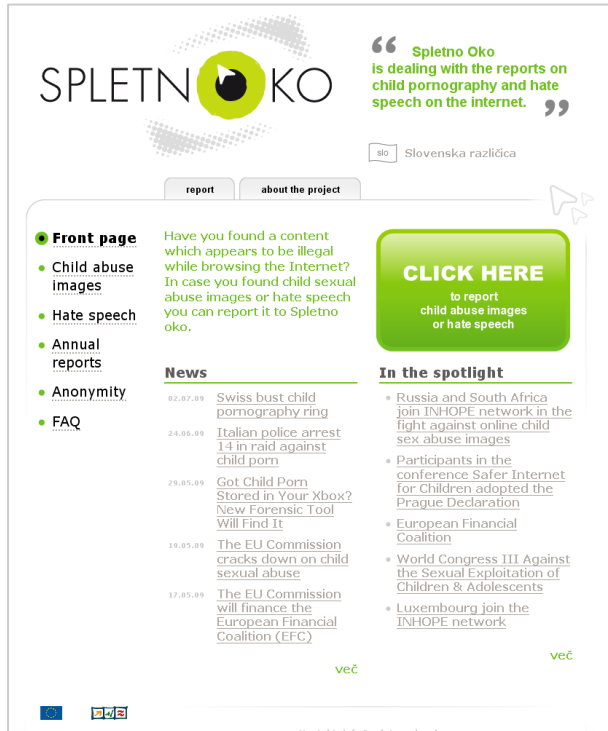 SPLETNOKO
“ Spletno Oko
is dealing with the reports on
child pornography and hate
speech on the internet. ”
slo Slovenska različica
report about the project
Front page
Child abuse
images
Hate speech
Annual
reports
Anonymity
FAQ
Have you found a content
which appears to be illegal
while browsing the Internet?
In case you found child sexual
abuse images or hate speech
you can report it to Spletno
oko.
CLICK HERE
to report
child abuse images
or hate speech
News
02.07.09 Swiss bust child
pornography ring
24.06.09 Italian police arrest
14 in raid against
child porn
29.05.09 Got Child Porn
Stored in Your Xbox?
New Forensic Tool
Will Find It
19.05.09 The EU Commission
cracks down on child
sexual abuse
17.05.09 The EU Commission
will finance the
European Financial
Coalition (EFC)
več
In the spotlight
Russia and South Africa
join INHOPE network in the
fight against online child
sex abuse images
Participants in the
conference Safer Internet
for Children adopted the
Prague Declaration
European Financial
Coalition
World Congress III Against
the Sexual Exploitation of
Children & Adolescents
Luxembourg join the
INHOPE network
več